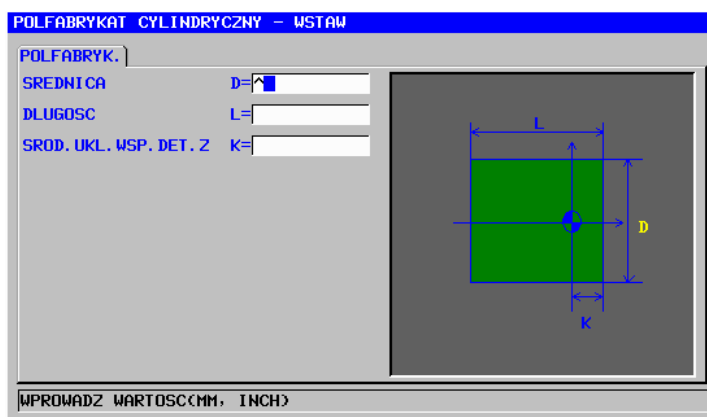 POLFABRYKAT CYLINDRYCZNY - WSTAW
POLFABRYK.
SREDNICA D=^
DLUGOSC L=
SROD.UKL.WSP.DET.Z K=
L
D
K
WPROWADZ WARTOSC(MM, INCH)